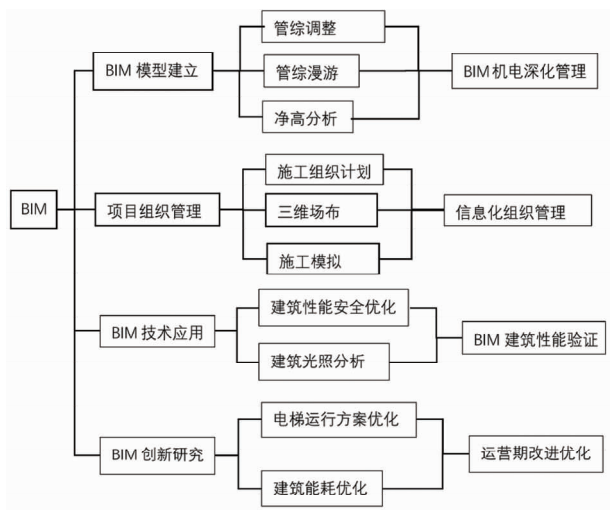 BIM
BIM 模型建立
管综调整
管综漫游
净高分析
BIM机电深化管理
项目组织管理
施工组织计划
三维场布
施工模拟
信息化组织管理
BIM 技术应用
建筑性能安全优化
建筑光照分析
BIM 建筑性能验证
BIM 创新研究
电梯运行方案优化
建筑能耗优化
运营期改进优化